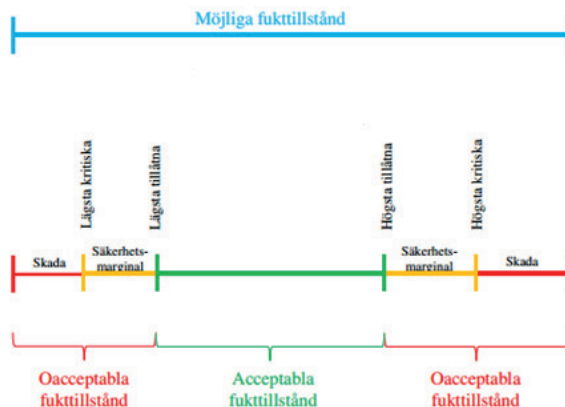 Möjliga fukttillstånd
Lägsta kritiska
Lägsta tillåtna
Högsta tillåtna
Högsta kritiska
Skada
Säkerhets-
marginal
Säkerhets-
marginal
Skada
Oacceptabla
fukttillstånd
Acceptabla
fukttillstånd
Oacceptabla
fukttillstånd